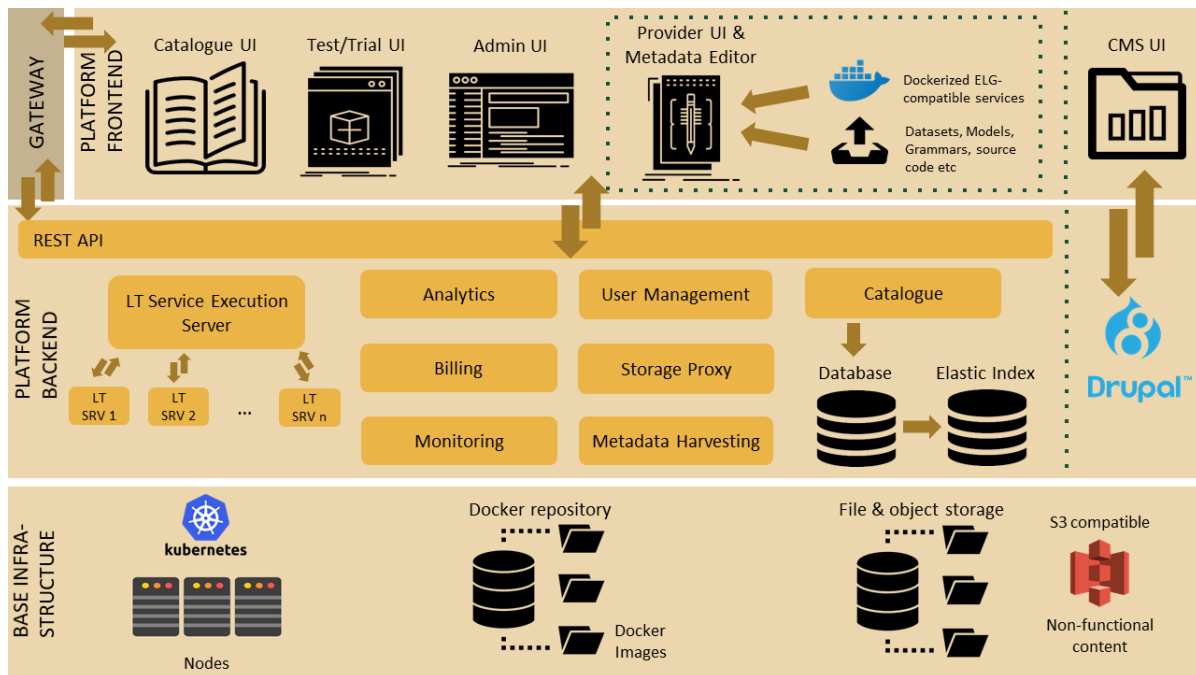 GATEWAY
PLATFORM
FRONTEND
Catalogue UI
Test/Trial UI
Admin UI
Provider UI &
Metadata Editor
Dockerized ELG-
compatible services
Datasets, Models,
Grammars, source
code etc
CMS UI
PLATFORM
BACKEND
REST API
LT Service Execution
Server
LT
SRV 1
LT
SRV 2
...
LT
SRV n
Analytics
User Management
Catalogue
Billing
Storage Proxy
Monitoring
Metadata Harvesting
Database
Elastic Index
Drupal™
BASE INFRA-
STRUCTURE
kubernetes
Nodes
Docker repository
Docker
Images
File & object storage
S3 compatible
Non-functional
content